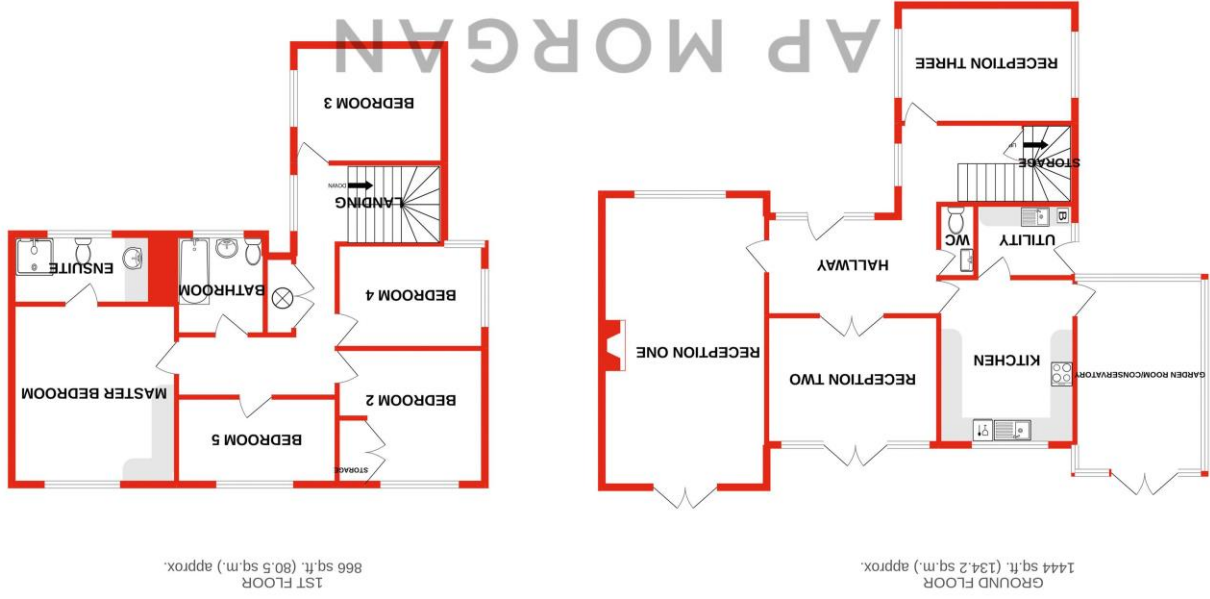 GROUND FLOOR
1444 sq.ft. (134.2 sq.m.) approx.
1ST FLOOR
866 sq.ft. (80.5 sq.m.) approx.
GARDEN ROOM/CONSERVATORY
KITCHEN
RECEPTION TWO
RECEPTION ONE
UTILITY
B
WC
HALLWAY
STORAGE
UP
RECEPTION THREE
STORAGE
BEDROOM 2
BEDROOM 5
MASTER BEDROOM
BEDROOM 4
BATHROOM
ENSUITE
LANDING
DOWN
BEDROOM 3
AP MORGAN